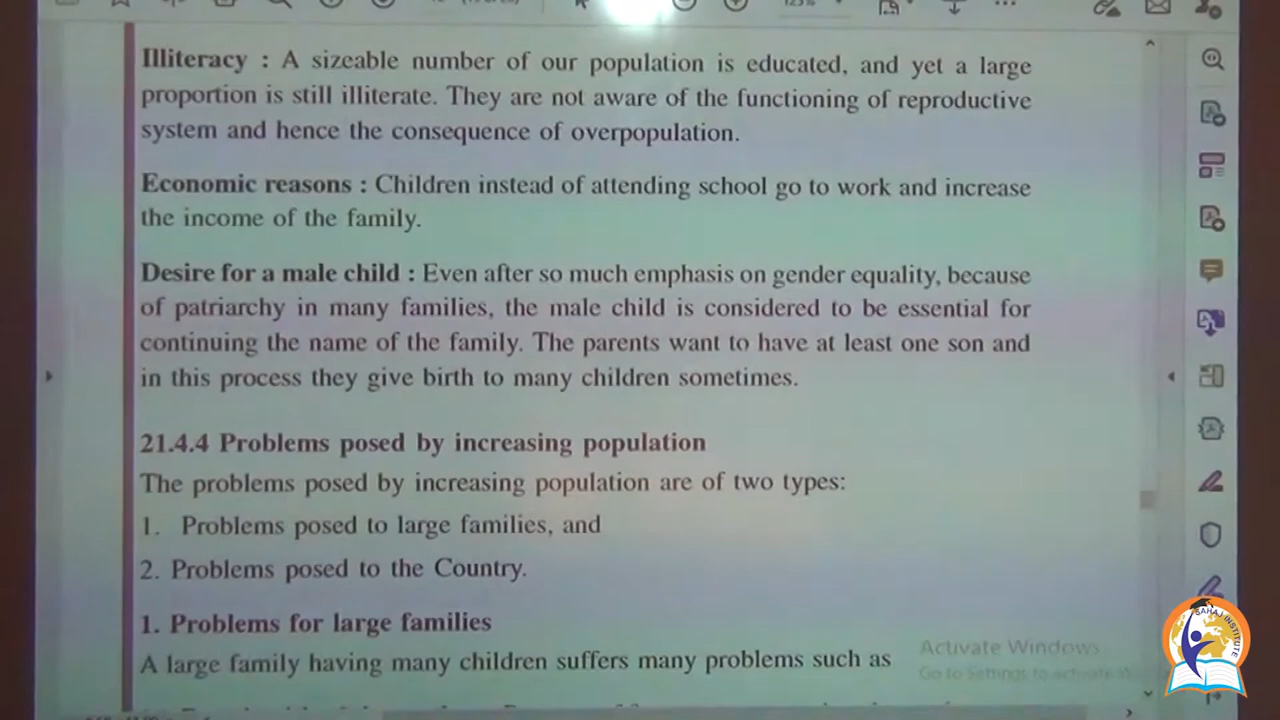 Illiteracy : A sizeable number of our population is educated, and yet a large
proportion is still illiterate. They are not aware of the functioning of reproductive
system and hence the consequence of overpopulation.
Economic reasons : Children instead of attending school go to work and increase
the income of the family.
Desire for a male child : Even after so much emphasis on gender equality, because
of patriarchy in many families, the male child is considered to be essential for
continuing the name of the family. The parents want to have at least one son and
in this process they give birth to many children sometimes.
21.4.4 Problems posed by increasing population
The problems posed by increasing population are of two types:
1. Problems posed to large families, and
2. Problems posed to the Country.
1. Problems for large families
A large family having many children suffers many problems such as
Activate Windows
Go to Settings to activate
SAHAJ INSTITUTE